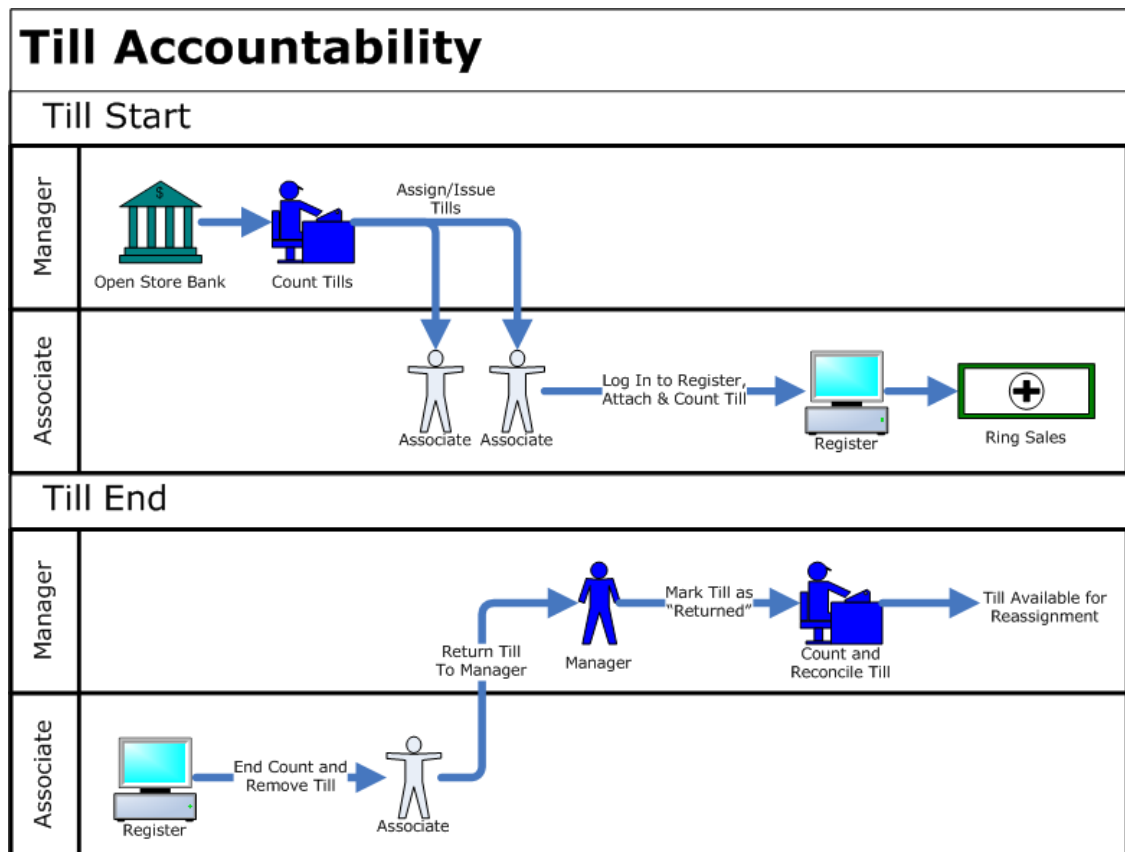 Till Accountability
Till Start
Manager
$
Open Store Bank
Count Tills
Assign/Issue
Tills
Associate
Associate
Associate
Log In to Register,
Attach & Count Till
Register
Ring Sales
Till End
Manager
Return Till
To Manager
Manager
Mark Till as
“Returned”
Count and
Reconcile Till
Till Available for
Reassignment
Associate
Register
End Count and
Remove Till
Associate